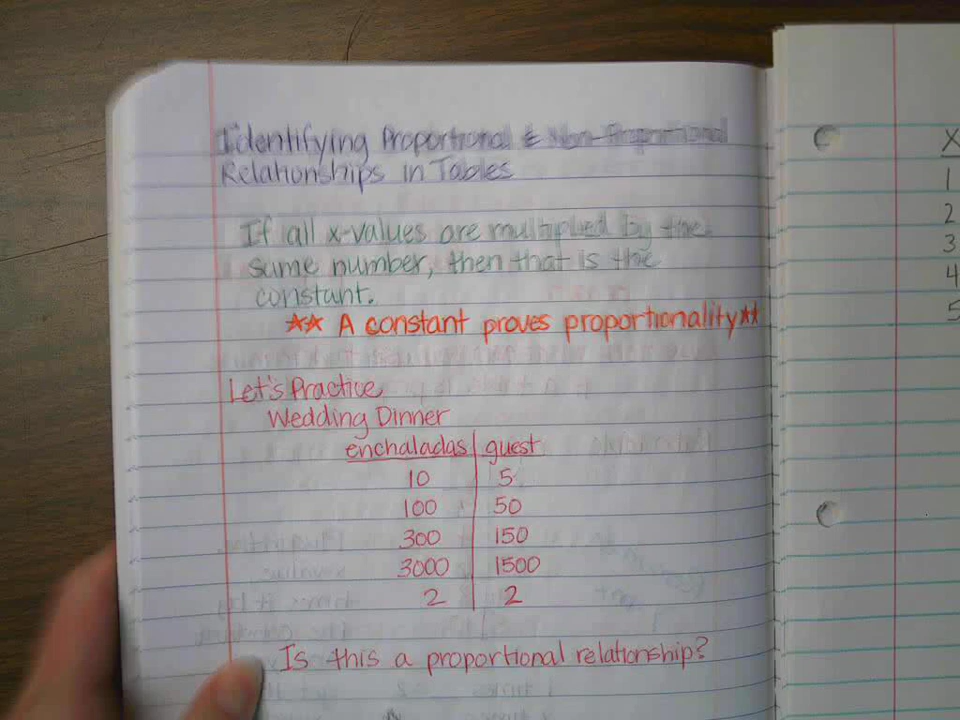 Identifying Proportional & Non-Proportional
Relationships in Tables
If all x-values are multiplied by the
same number, then that is the
constant.
** A constant proves proportionality**
Let's Practice
Wedding Dinner
enchaladas guest
10 5
100 50
300 150
3000 1500
2 2
Is this a proportional relationship?
X
1
2
3
4
5